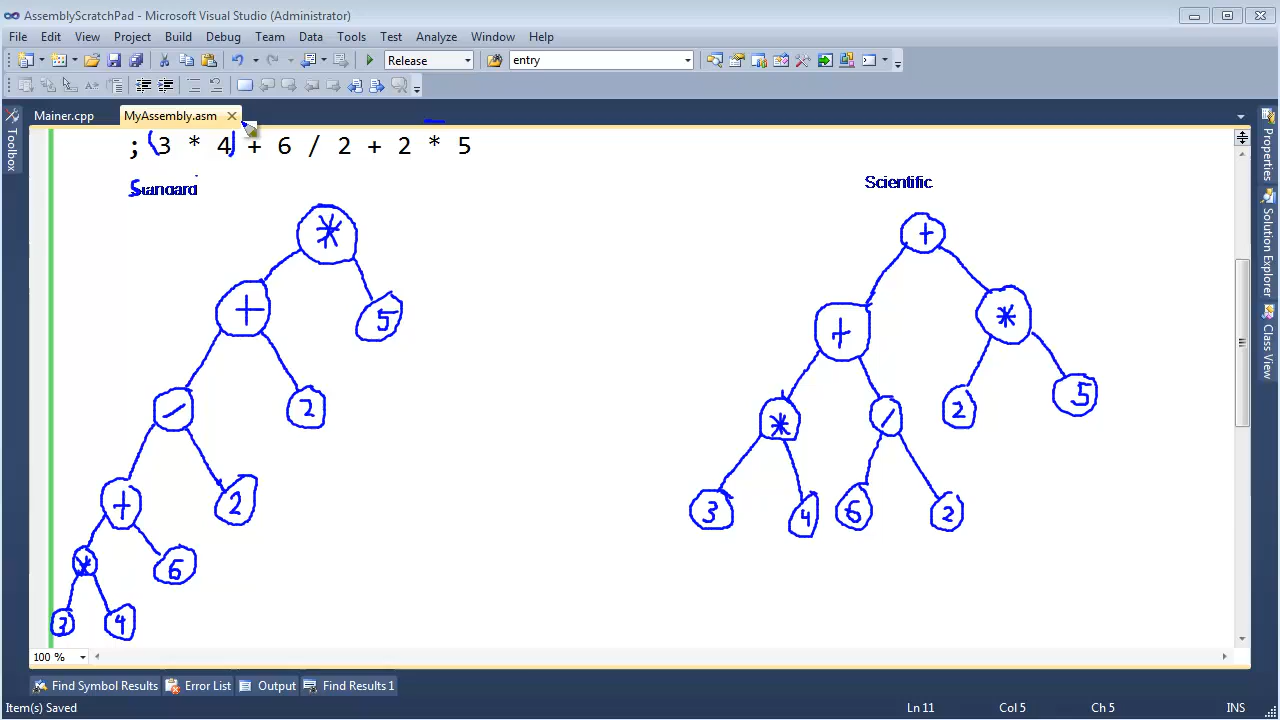 AssemblyScratchPad - Microsoft Visual Studio (Administrator)
File Edit View Project Build Debug Team Data Tools Test Analyze Window Help
Release entry
Mainer.cpp MyAssembly.asm
; (3 * 4) + 6 / 2 + 2 * 5
Standard Scientific
* +
+ 5 + *
/ 2 * / 2 5
+ 2 3 4 6 2
* 6
3 4
Toolbox
Properties
Solution Explorer
Class View
100 %
Find Symbol Results Error List Output Find Results 1
Item(s) Saved Ln 11 Col 5 Ch 5 INS